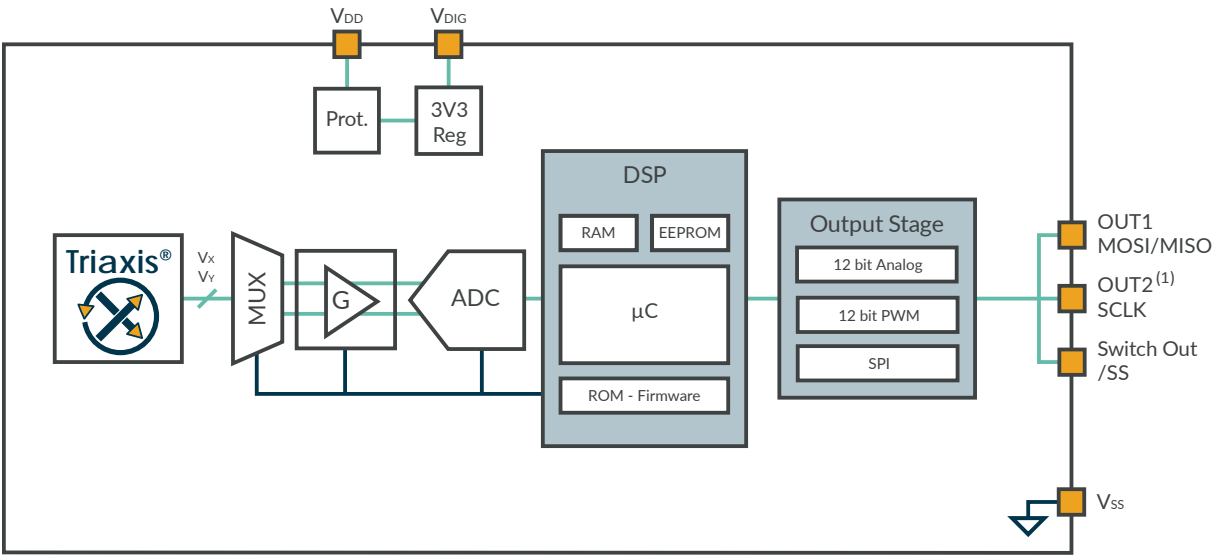 VDD
VDIG
Prot.
3V3
Reg
DSP
RAM
EEPROM
µC
ROM - Firmware
Output Stage
12 bit Analog
12 bit PWM
SPI
Triaxis®
VX
VY
MUX
G
ADC
OUT1
MOSI/MISO
OUT2(1)
SCLK
Switch Out
/SS
VSS